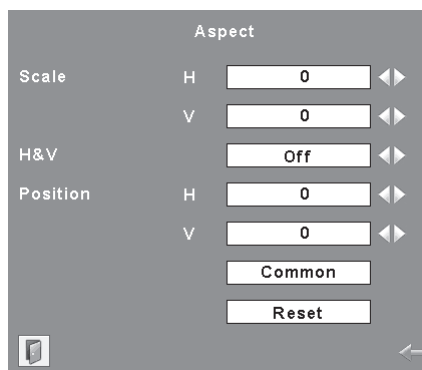 Aspect
Scale H 0
V 0
H&V Off
Position H 0
V 0
Common
Reset